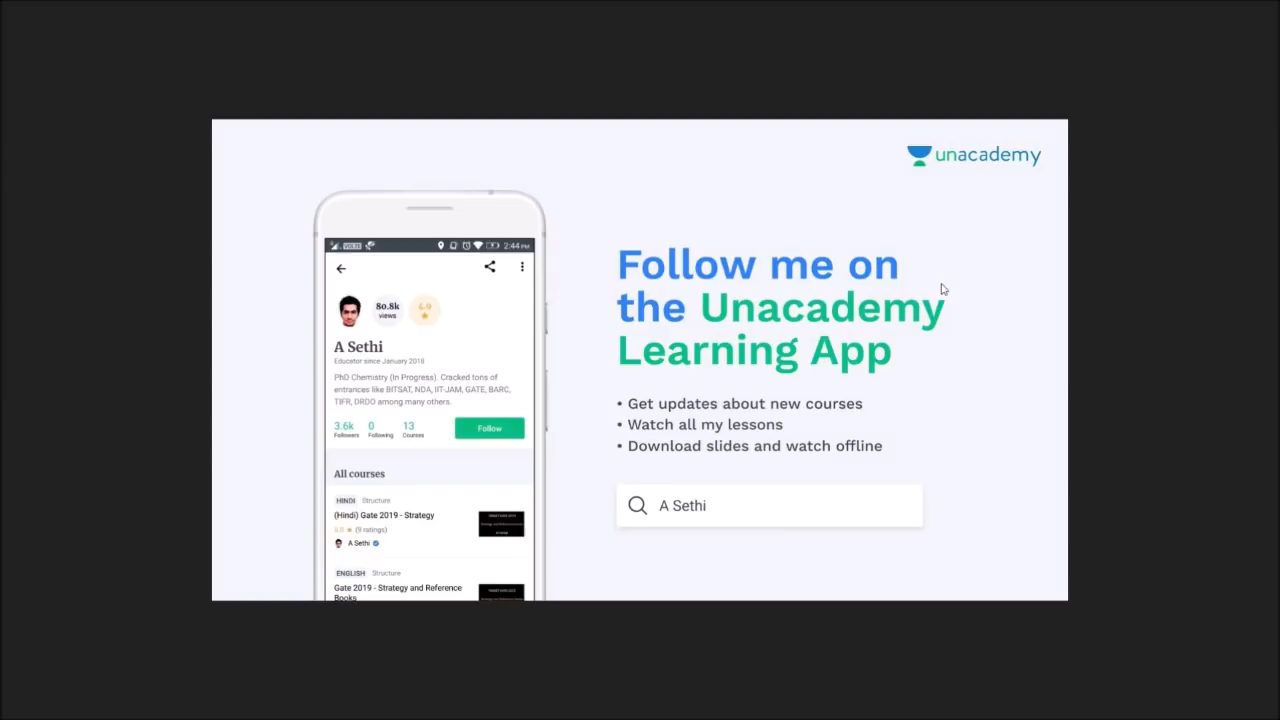 unacademy
VOLTE 2:44 PM
80.8k
views
A Sethi
Educator since January 2018
PhD Chemistry (In Progress). Cracked tons of
entrances like BITSAT, NDA, IIT-JAM, GATE, BARC,
TIFR, DRDO among many others.
3.6k 0 13
Followers Following Courses
Follow
All courses
HINDI Structure
(Hindi) Gate 2019 - Strategy
(9 ratings)
A Sethi
ENGLISH Structure
Gate 2019 - Strategy and Reference
Books
Follow me on
the Unacademy
Learning App
• Get updates about new courses
• Watch all my lessons
• Download slides and watch offline
A Sethi